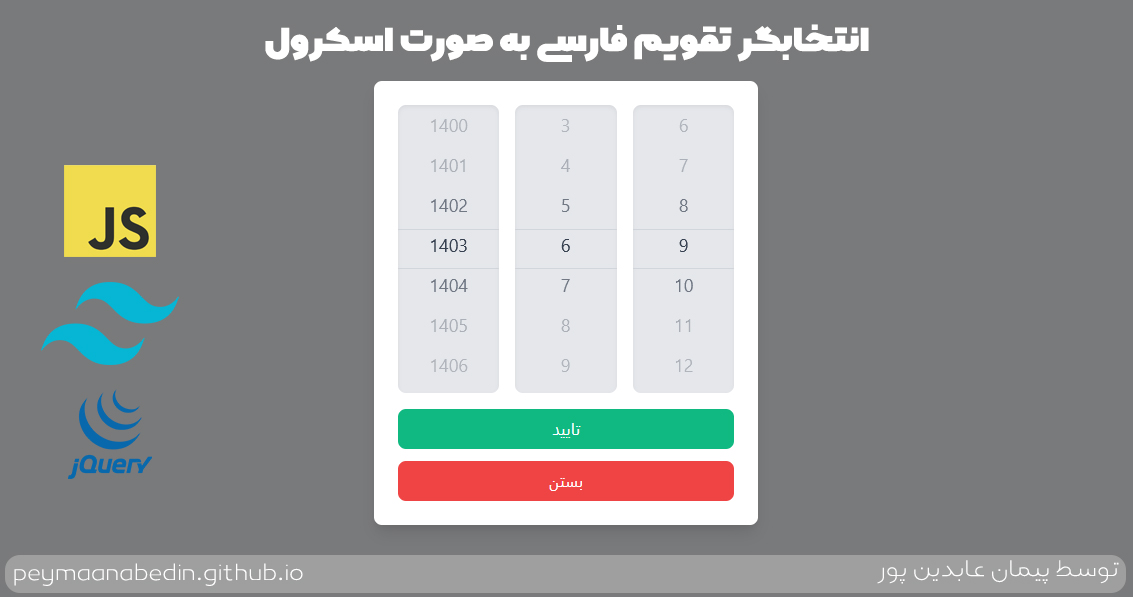 انتخابگر تقویم فارسی به صورت اسکرول
1400 3 6
1401 4 7
1402 5 8
1403 6 9
1404 7 10
1405 8 11
1406 9 12
تایید
بستن
JS
jQuery
peymaanabedin.github.io
توسط پیمان عابدین پور